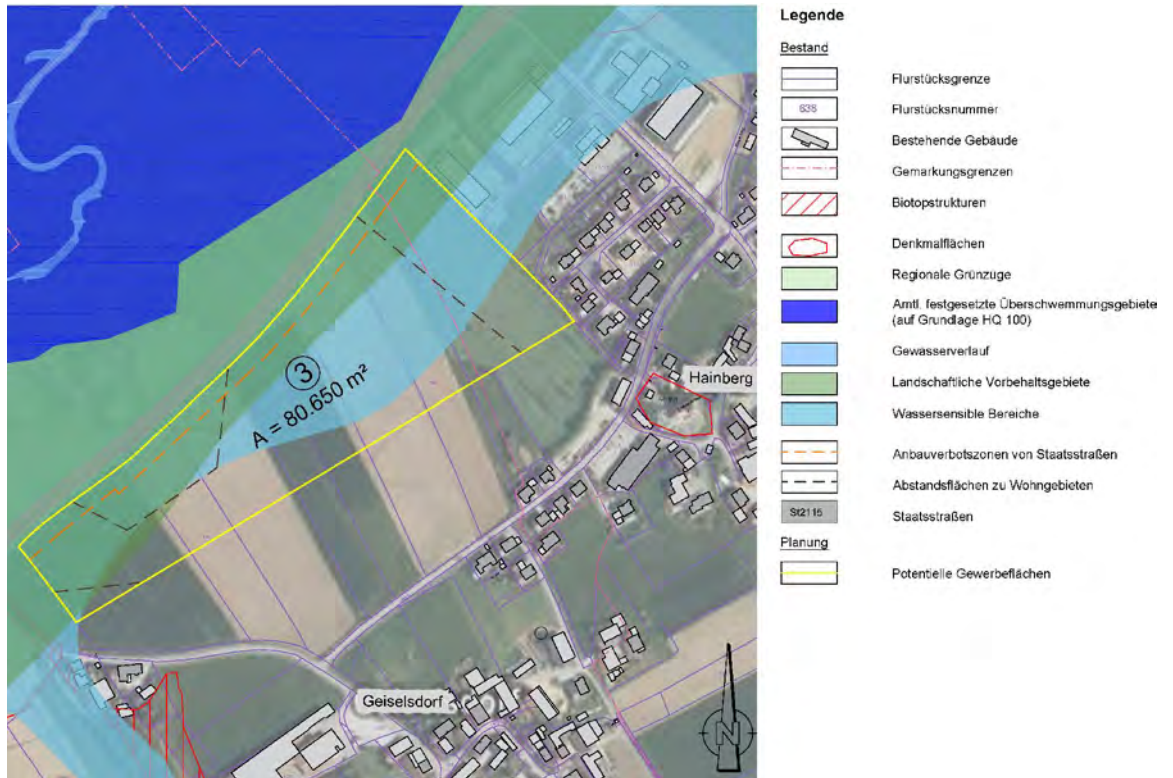 ③
A = 80.650 m²
Hainberg
Geiselsdorf
N
Legende
Bestand
Flurstücksgrenze
638
Flurstücksnummer
Bestehende Gebäude
Gemarkungsgrenzen
Biotopstrukturen
Denkmalflächen
Regionale Grünzüge
Amtl. festgesetzte Überschwemmungsgebiete
(auf Grundlage HQ 100)
Gewässerverlauf
Landschaftliche Vorbehaltsgebiete
Wassersensible Bereiche
Anbauverbotszonen von Staatsstraßen
Abstandsflächen zu Wohngebieten
St2115
Staatsstraßen
Planung
Potentielle Gewerbeflächen